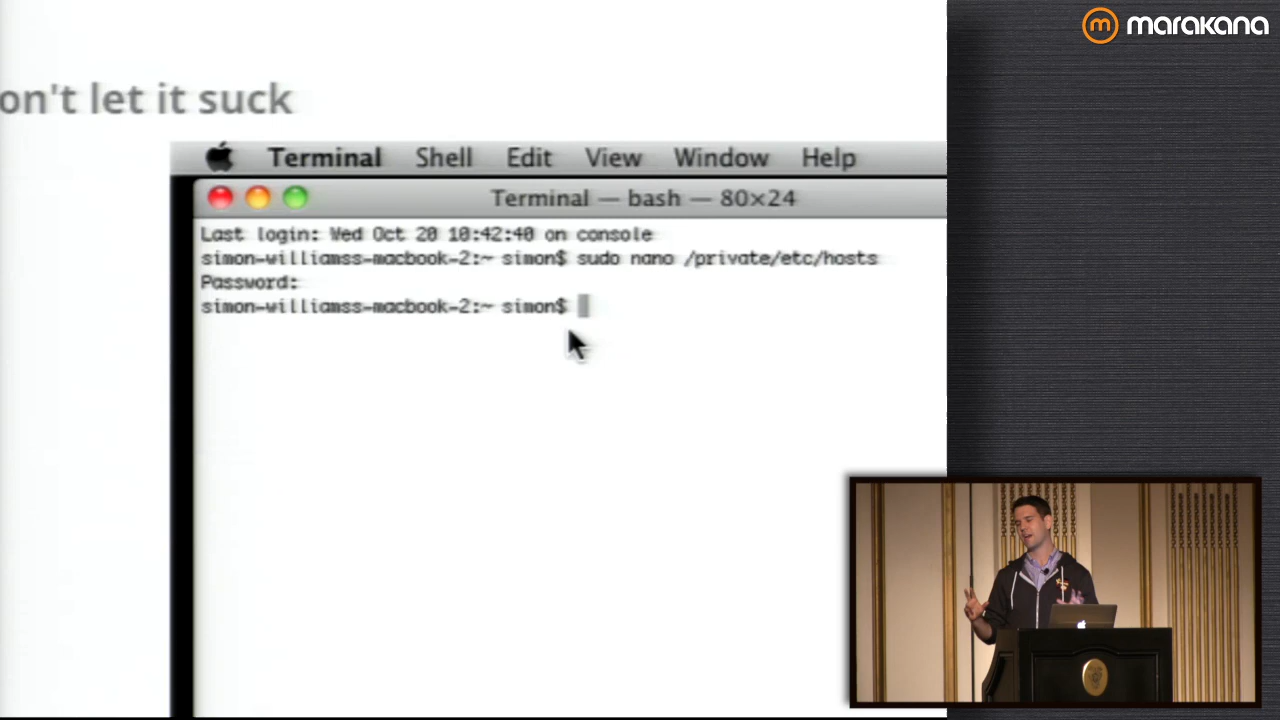 marakana
on't let it suck
Terminal Shell Edit View Window Help
Terminal — bash — 80×24
Last login: Wed Oct 20 10:42:40 on console
simon-williamss-macbook-2:~ simon$ sudo nano /private/etc/hosts
Password:
simon-williamss-macbook-2:~ simon$